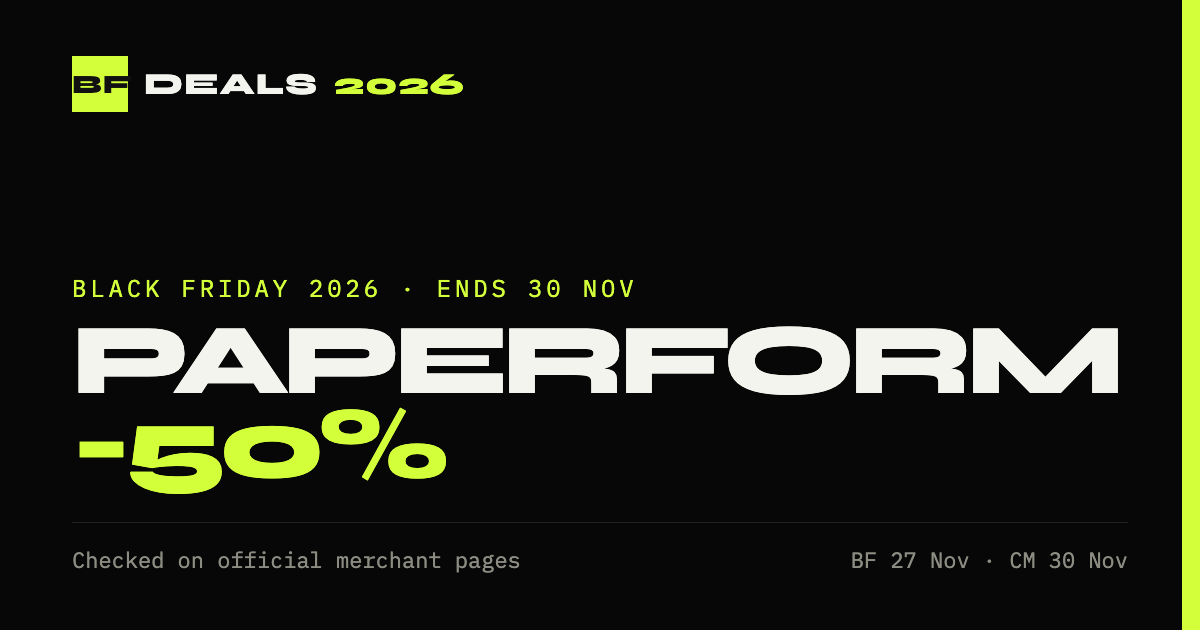 BF DEALS 2026
BLACK FRIDAY 2026 · ENDS 30 NOV
PAPERFORM
-50%
Checked on official merchant pages
BF 27 Nov · CM 30 Nov